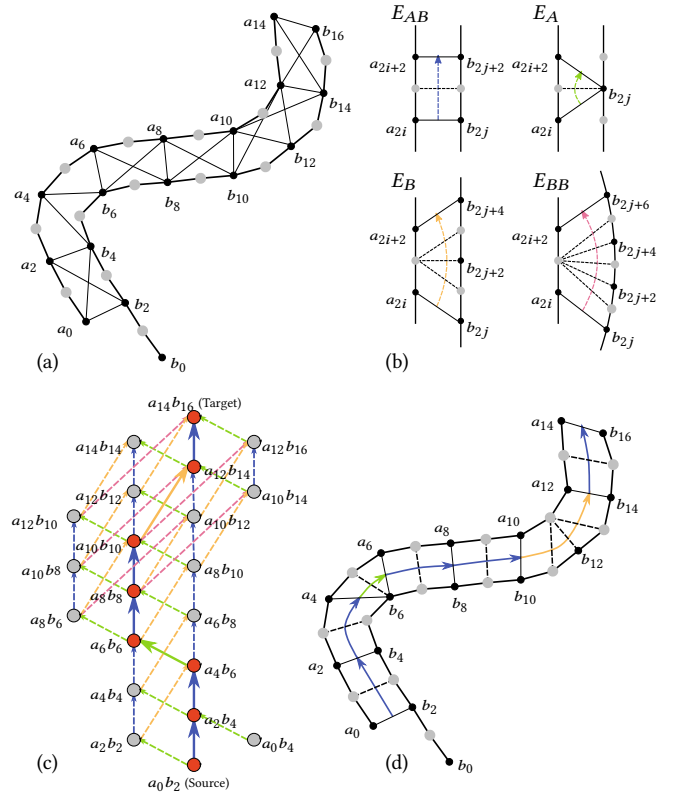 a₁₄
b₁₆
a₁₂
b₁₄
a₁₀
a₈
a₆
b₁₂
b₁₀
b₈
b₆
a₄
b₄
a₂
b₂
a₀
b₀
(a)
E_AB
E_A
a₂ᵢ₊₂
b₂ⱼ₊₂
a₂ᵢ₊₂
b₂ⱼ
a₂ᵢ
b₂ⱼ
a₂ᵢ
E_B
E_BB
b₂ⱼ₊₄
b₂ⱼ₊₆
a₂ᵢ₊₂
a₂ᵢ₊₂
b₂ⱼ₊₄
b₂ⱼ₊₂
b₂ⱼ₊₂
a₂ᵢ
a₂ᵢ
b₂ⱼ
b₂ⱼ
(b)
a₁₄b₁₆ (Target)
a₁₄b₁₄
a₁₂b₁₆
a₁₂b₁₄
a₁₂b₁₂
a₁₀b₁₄
a₁₂b₁₀
a₁₀b₁₂
a₁₀b₁₀
a₁₀b₈
a₈b₁₀
a₈b₈
a₈b₆
a₆b₈
a₆b₆
a₄b₆
a₄b₄
a₂b₄
a₂b₂
a₀b₄
a₀b₂ (Source)
(c)
a₁₄
b₁₆
a₁₂
b₁₄
a₁₀
a₈
a₆
b₁₂
b₁₀
b₈
b₆
a₄
b₄
a₂
b₂
a₀
b₀
(d)